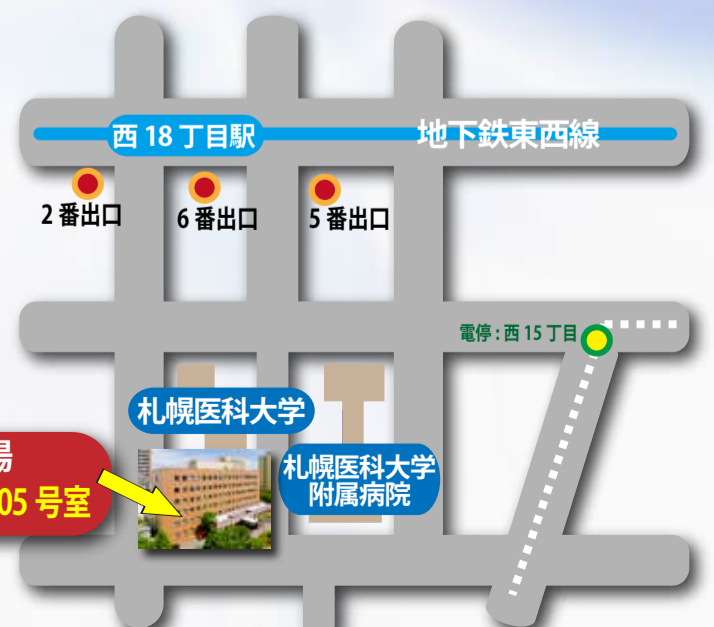 西 18 丁目駅
地下鉄東西線
2 番出口
6 番出口
5 番出口
電停 : 西 15 丁目
札幌医科大学
札幌医科大学
附属病院
場
05 号室